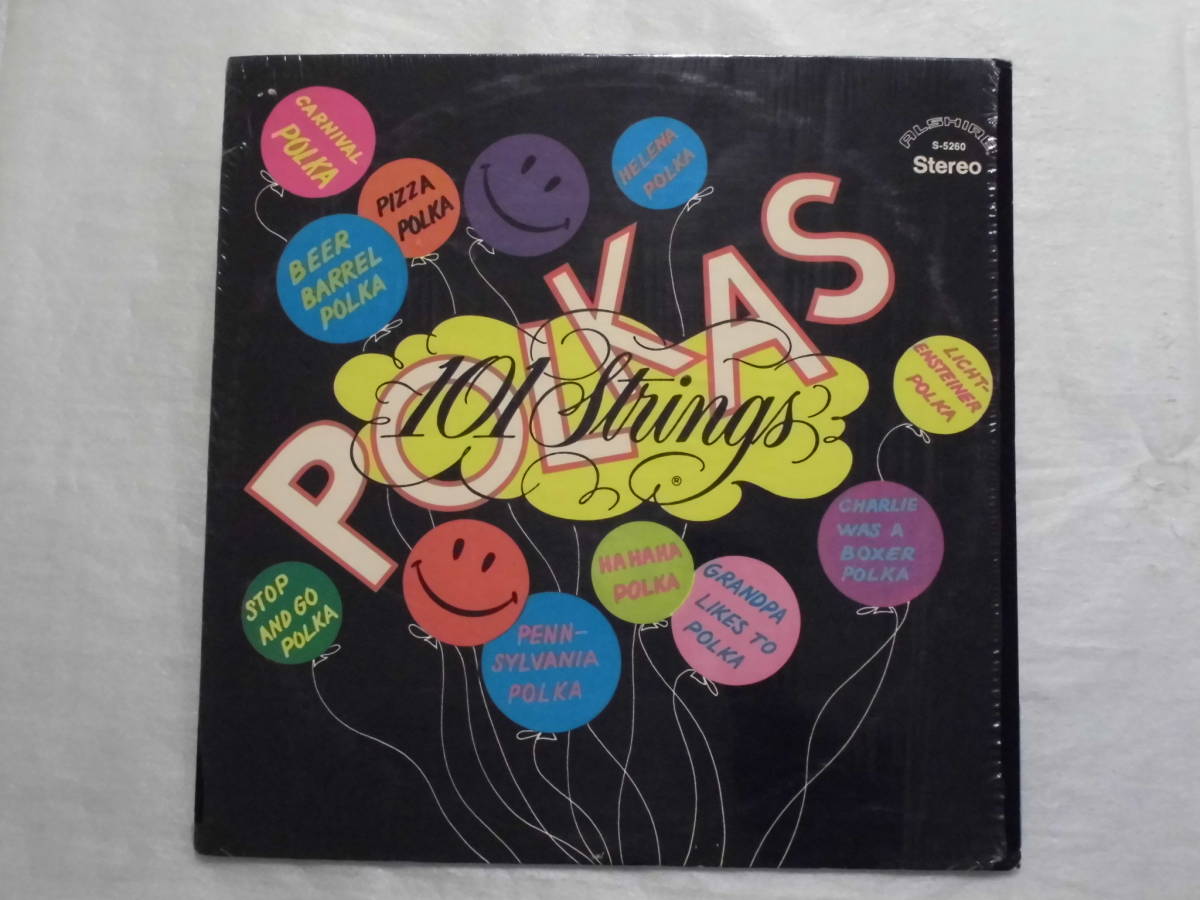 CARNIVAL
POLKA
PIZZA
POLKA
HELENA
POLKA
ALSHIRE
S-5260
Stereo
BEER
BARREL
POLKA
POLKAS
101 Strings
®
LICHT-
ENSTEINER
POLKA
CHARLIE
WAS A
BOXER
POLKA
HA HA HA
POLKA
STOP
AND GO
POLKA
GRANDPA
LIKES TO
POLKA
PENN-
SYLVANIA
POLKA